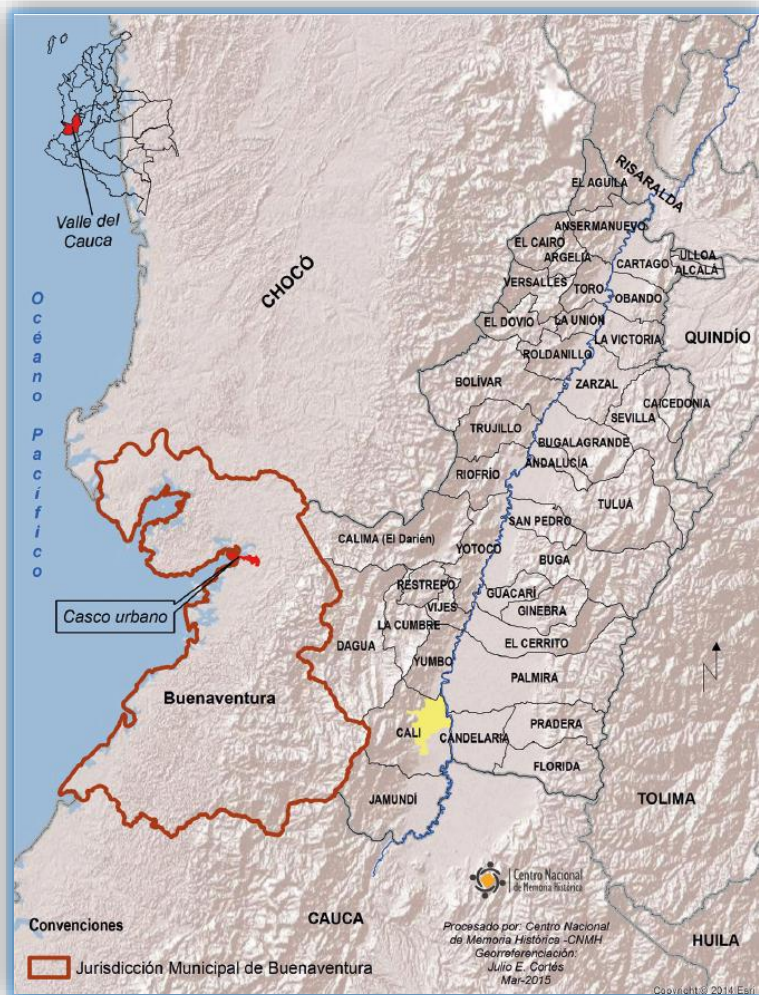 Valle del
Cauca
Océano Pacífico
CHOCÓ
RISARALDA
EL AGUILA
ANSERMANUEVO
EL CAIRO
ARGELIA
CARTAGO
ULLOA
ALCALÁ
VERSALLES
TORO
OBANDO
EL DOVIO
LA UNIÓN
LA VICTORIA
QUINDÍO
ROLDANILLO
BOLÍVAR
ZARZAL
CAICEDONIA
SEVILLA
TRUJILLO
BUGALAGRANDE
ANDALUCÍA
RIOFRÍO
TULUÁ
SAN PEDRO
CALIMA (El Darién)
YOTOCO
BUGA
RESTREPO
GUACARÍ
VIJES
GINEBRA
Casco urbano
LA CUMBRE
EL CERRITO
DAGUA
YUMBO
PALMIRA
Buenaventura
CALI
CANDELARIA
PRADERA
FLORIDA
JAMUNDÍ
TOLIMA
N
Centro Nacional
de Memoria Histórica
CAUCA
Convenciones
Procesado por: Centro Nacional
de Memoria Histórica -CNMH
Georreferenciación:
Julio E. Cortés
Mar-2015
HUILA
Jurisdicción Municipal de Buenaventura
Copyright:© 2014 Esri